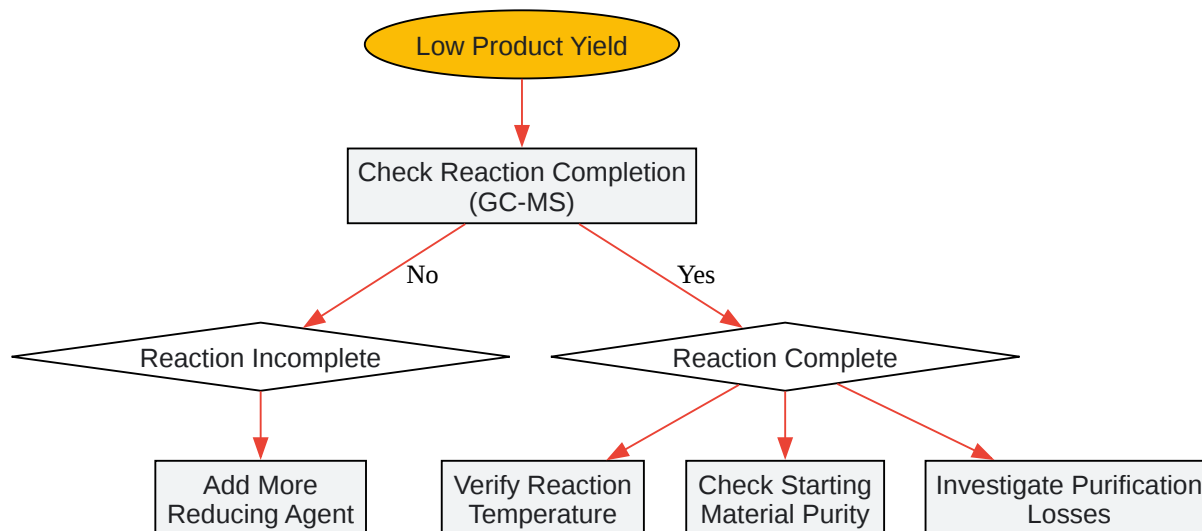 Low Product Yield
Check Reaction Completion
(GC-MS)
No
Yes
Reaction Incomplete
Reaction Complete
Add More
Reducing Agent
Verify Reaction
Temperature
Check Starting
Material Purity
Investigate Purification
Losses